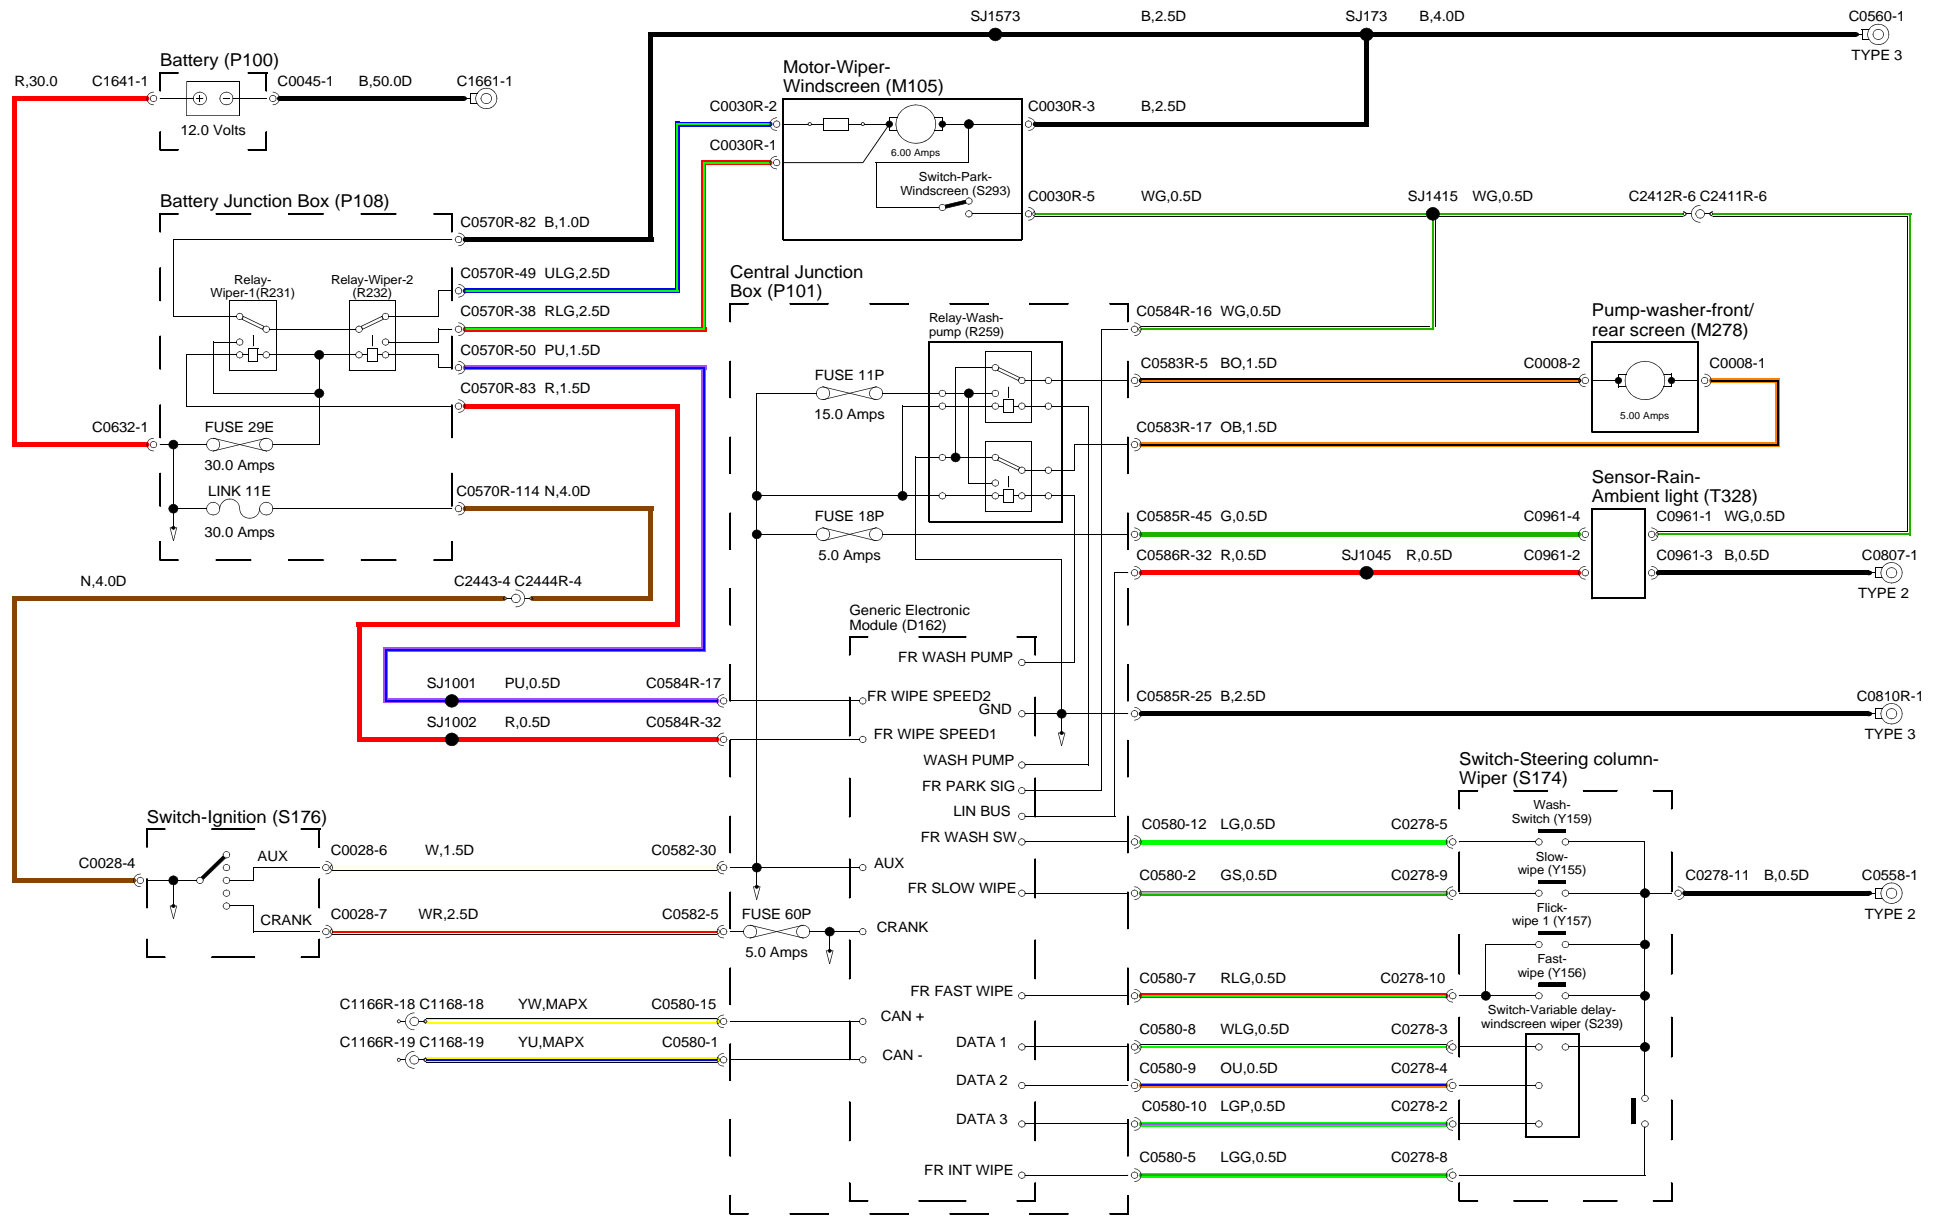 SJ1573 B,2.5D SJ173 B,4.0D C0560-1
TYPE 3
Battery (P100)
R,30.0 C1641-1 C0045-1 B,50.0D C1661-1
12.0 Volts
Motor-Wiper-
Windscreen (M105)
C0030R-2 C0030R-3 B,2.5D
C0030R-1
6.00 Amps
Switch-Park-
Windscreen (S293)
C0030R-5 WG,0.5D SJ1415 WG,0.5D C2412R-6 C2411R-6
Battery Junction Box (P108)
C0570R-82 B,1.0D
Relay-
Wiper-1(R231)
Relay-Wiper-2
(R232)
C0570R-49 ULG,2.5D
C0570R-38 RLG,2.5D
C0570R-50 PU,1.5D
C0570R-83 R,1.5D
C0632-1 FUSE 29E
30.0 Amps
LINK 11E
30.0 Amps
C0570R-114 N,4.0D
N,4.0D C2443-4 C2444R-4
Central Junction
Box (P101)
Relay-Wash-
pump (R259)
C0584R-16 WG,0.5D
Pump-washer-front/
rear screen (M278)
FUSE 11P
15.0 Amps
C0583R-5 BO,1.5D C0008-2 C0008-1
5.00 Amps
C0583R-17 OB,1.5D
Sensor-Rain-
Ambient light (T328)
FUSE 18P
5.0 Amps
C0585R-45 G,0.5D C0961-4 C0961-1 WG,0.5D
C0586R-32 R,0.5D SJ1045 R,0.5D C0961-2 C0961-3 B,0.5D C0807-1
TYPE 2
Generic Electronic
Module (D162)
FR WASH PUMP
SJ1001 PU,0.5D C0584R-17 FR WIPE SPEED2
GND C0585R-25 B,2.5D C0810R-1
TYPE 3
SJ1002 R,0.5D C0584R-32 FR WIPE SPEED1
WASH PUMP
FR PARK SIG
LIN BUS
Switch-Steering column-
Wiper (S174)
Wash-
Switch (Y159)
FR WASH SW C0580-12 LG,0.5D C0278-5
Switch-Ignition (S176)
C0028-4 AUX C0028-6 W,1.5D C0582-30 AUX
Slow-
wipe (Y155)
FR SLOW WIPE C0580-2 GS,0.5D C0278-9 C0278-11 B,0.5D C0558-1
TYPE 2
CRANK C0028-7 WR,2.5D C0582-5 FUSE 60P
5.0 Amps
CRANK
Flick-
wipe 1 (Y157)
Fast-
wipe (Y156)
FR FAST WIPE C0580-7 RLG,0.5D C0278-10
Switch-Variable delay-
windscreen wiper (S239)
C1166R-18 C1168-18 YW,MAPX C0580-15 CAN +
C1166R-19 C1168-19 YU,MAPX C0580-1 CAN -
DATA 1 C0580-8 WLG,0.5D C0278-3
DATA 2 C0580-9 OU,0.5D C0278-4
DATA 3 C0580-10 LGP,0.5D C0278-2
FR INT WIPE C0580-5 LGG,0.5D C0278-8